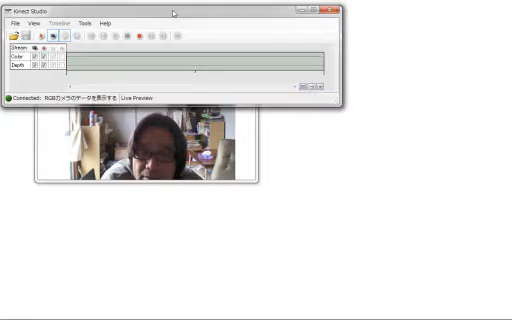 Kinect Studio
File View Timeline Tools Help
Stream
Color
Depth
Connected: RGBカメラのデータを表示する Live Preview